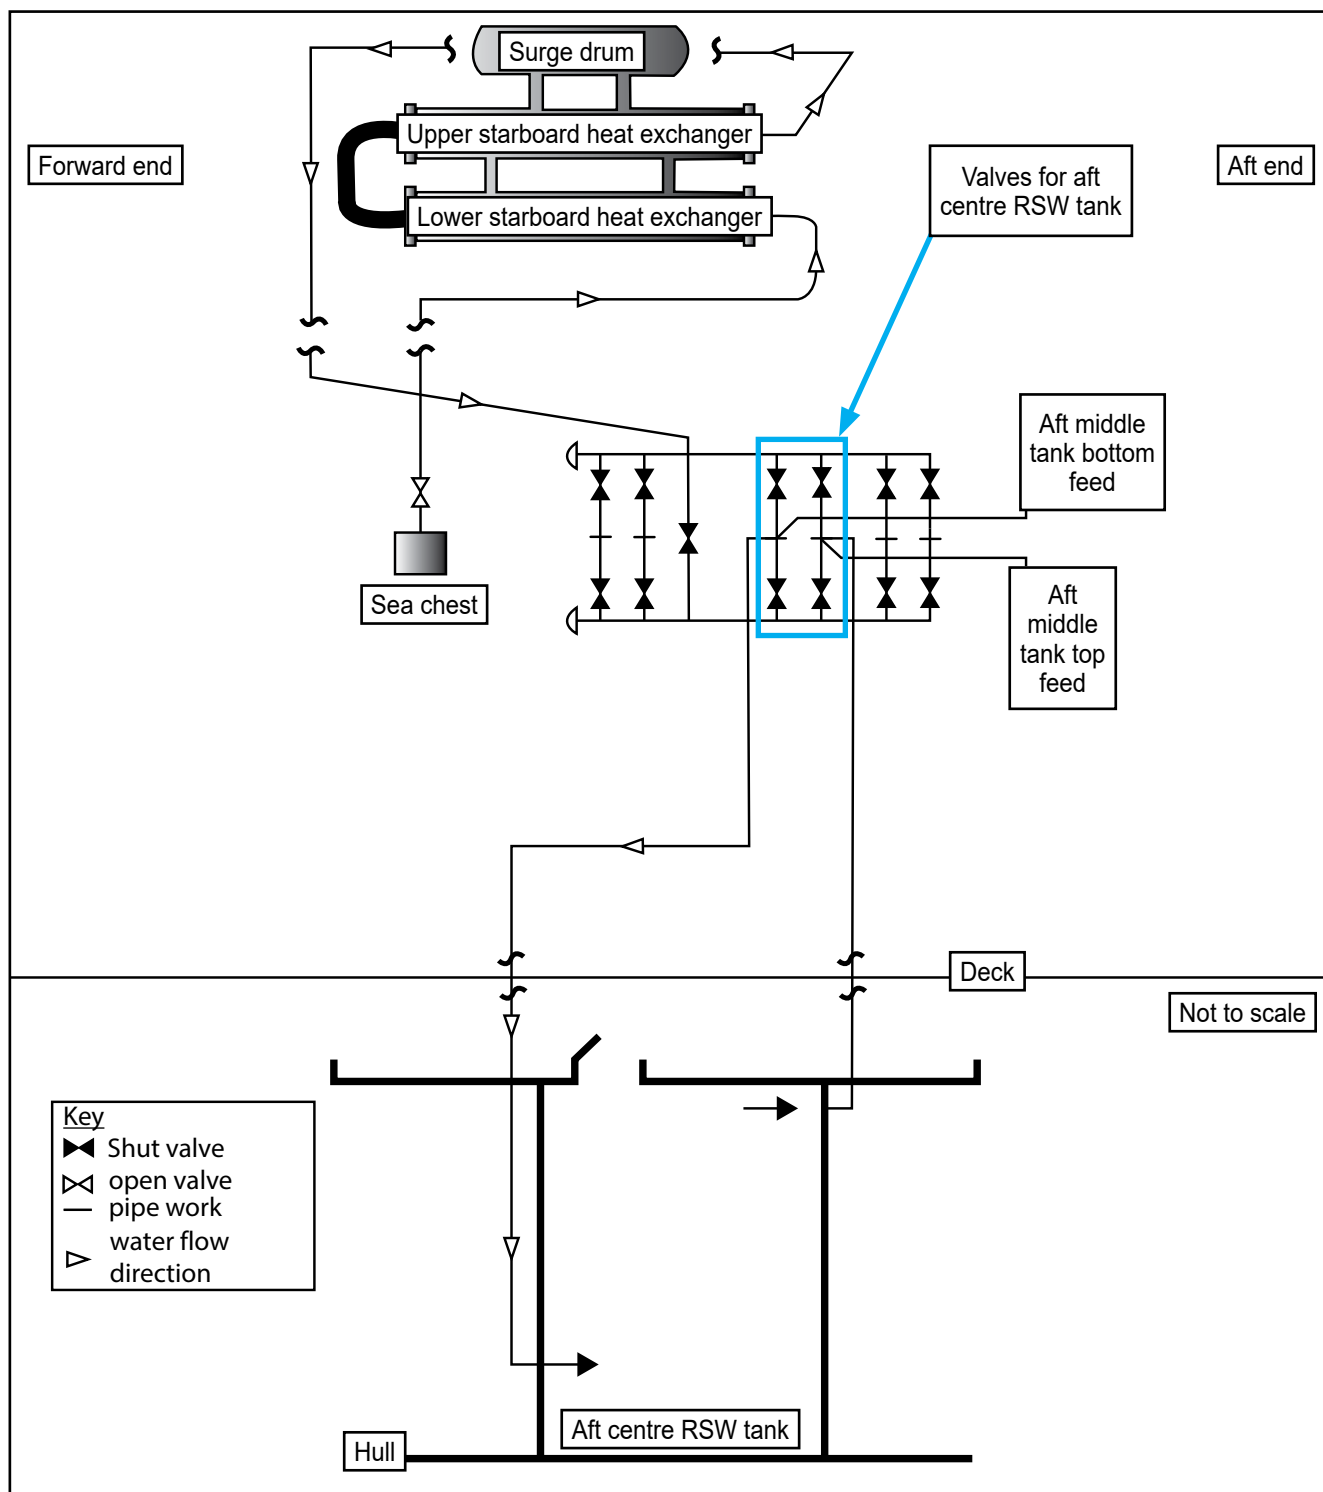 Surge drum
Upper starboard heat exchanger
Forward end
Valves for aft
centre RSW tank
Aft end
Lower starboard heat exchanger
Aft middle
tank bottom
feed
Sea chest
Aft
middle
tank top
feed
Deck
Not to scale
Key
Shut valve
open valve
pipe work
water flow
direction
Aft centre RSW tank
Hull